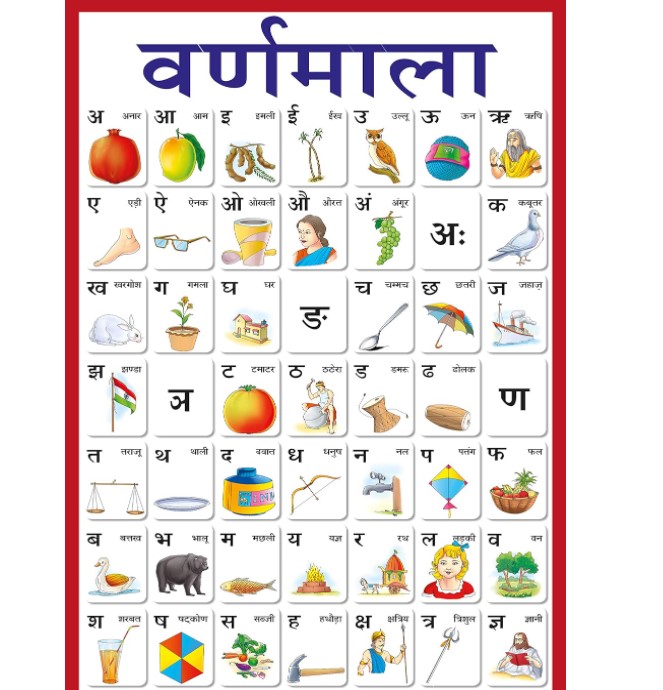 वर्णमाला
अ अनार आ आम इ इमली ई ईख उ उल्लू ऊ ऊन ऋ ऋषि
ए एड़ी ऐ ऐनक ओ ओखली औ औरत अं अंगूर अः क कबूतर
ख खरगोश ग गमला घ घर ङ च चम्मच छ छतरी ज जहाज़
झ झण्डा ञ ट टमाटर ठ ठठेरा ड डमरू ढ ढोलक ण
त तराजू थ थाली द दवात ध धनुष न नल प पतंग फ फल
ब बत्तख भ भालू म मछली य यज्ञ र रथ ल लड़की व वन
श शरबत ष षट्कोण स सब्जी ह हथौड़ा क्ष क्षत्रिय त्र त्रिशुल ज्ञ ज्ञानी